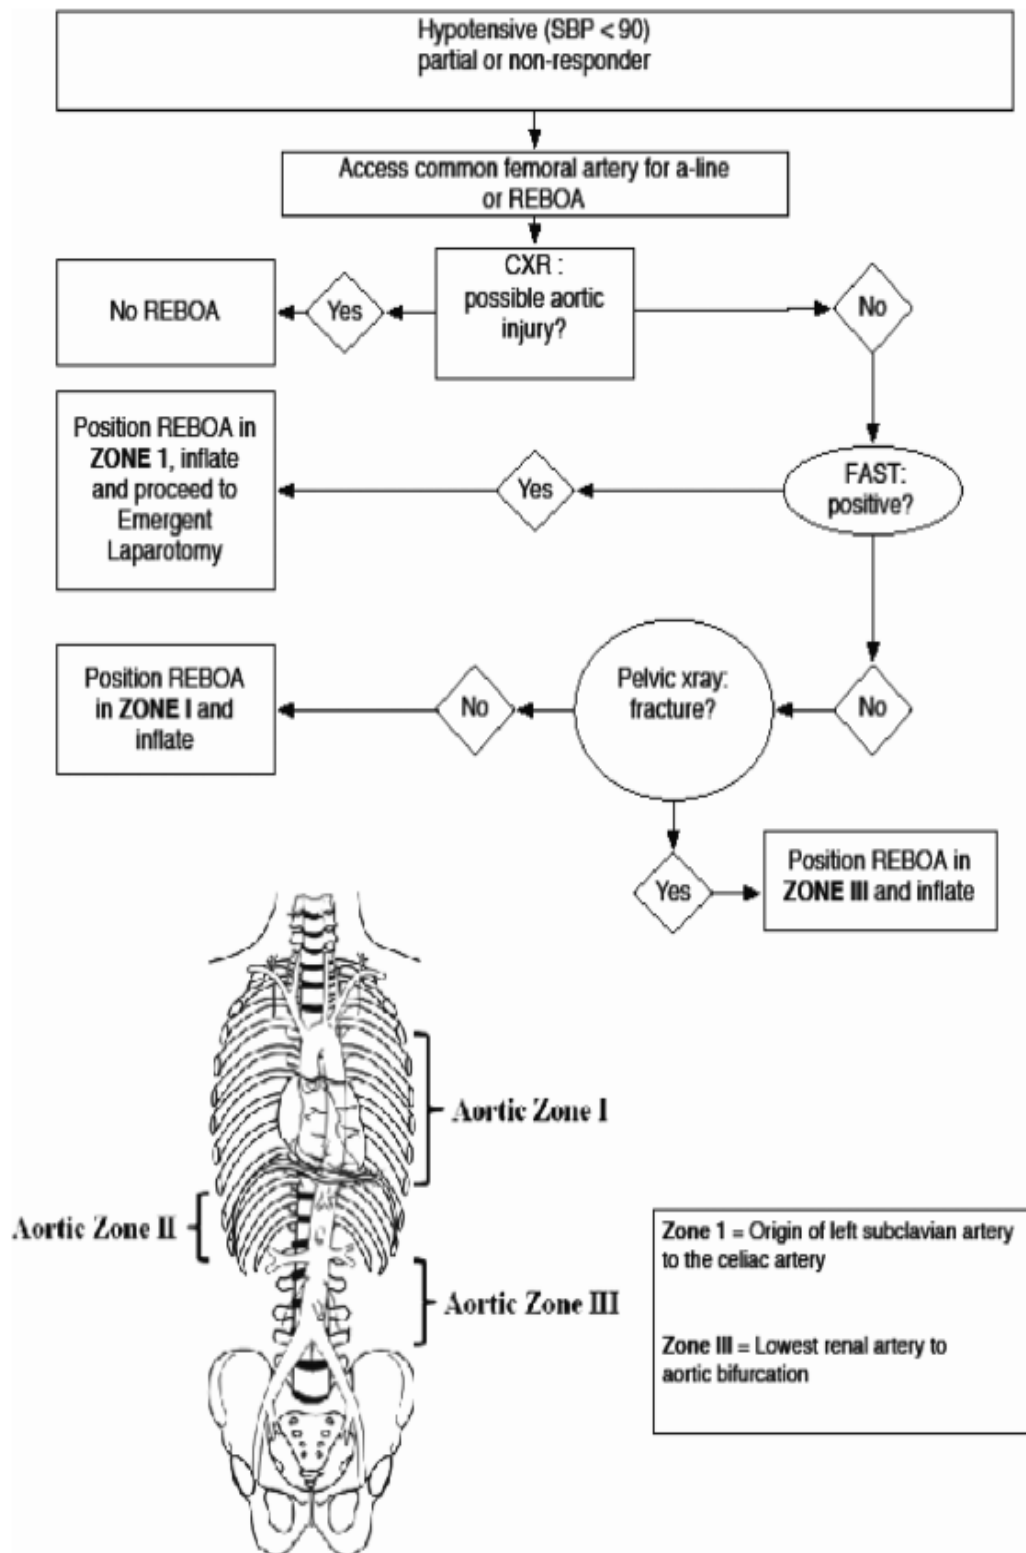 Hypotensive (SBP < 90)
partial or non-responder
Access common femoral artery for a-line
or REBOA
CXR :
possible aortic
injury?
Yes
No REBOA
No
FAST:
positive?
Yes
Position REBOA in
ZONE 1, inflate
and proceed to
Emergent
Laparotomy
No
Pelvic xray:
fracture?
No
Position REBOA
in ZONE I and
inflate
Yes
Position REBOA in
ZONE III and inflate
Aortic Zone I
Aortic Zone II
Aortic Zone III
Zone 1 = Origin of left subclavian artery
to the celiac artery
Zone III = Lowest renal artery to
aortic bifurcation